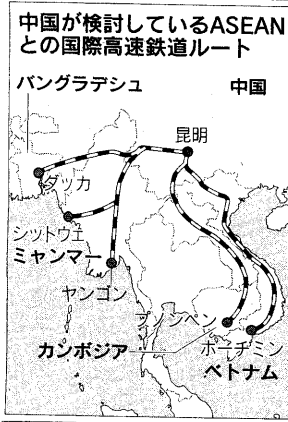 中国が検討しているASEAN
との国際高速鉄道ルート
バングラデシュ
中国
昆明
ダッカ
シットウエ
ミャンマー
ヤンゴン
プノンペン
カンボジア
ホーチミン
ベトナム